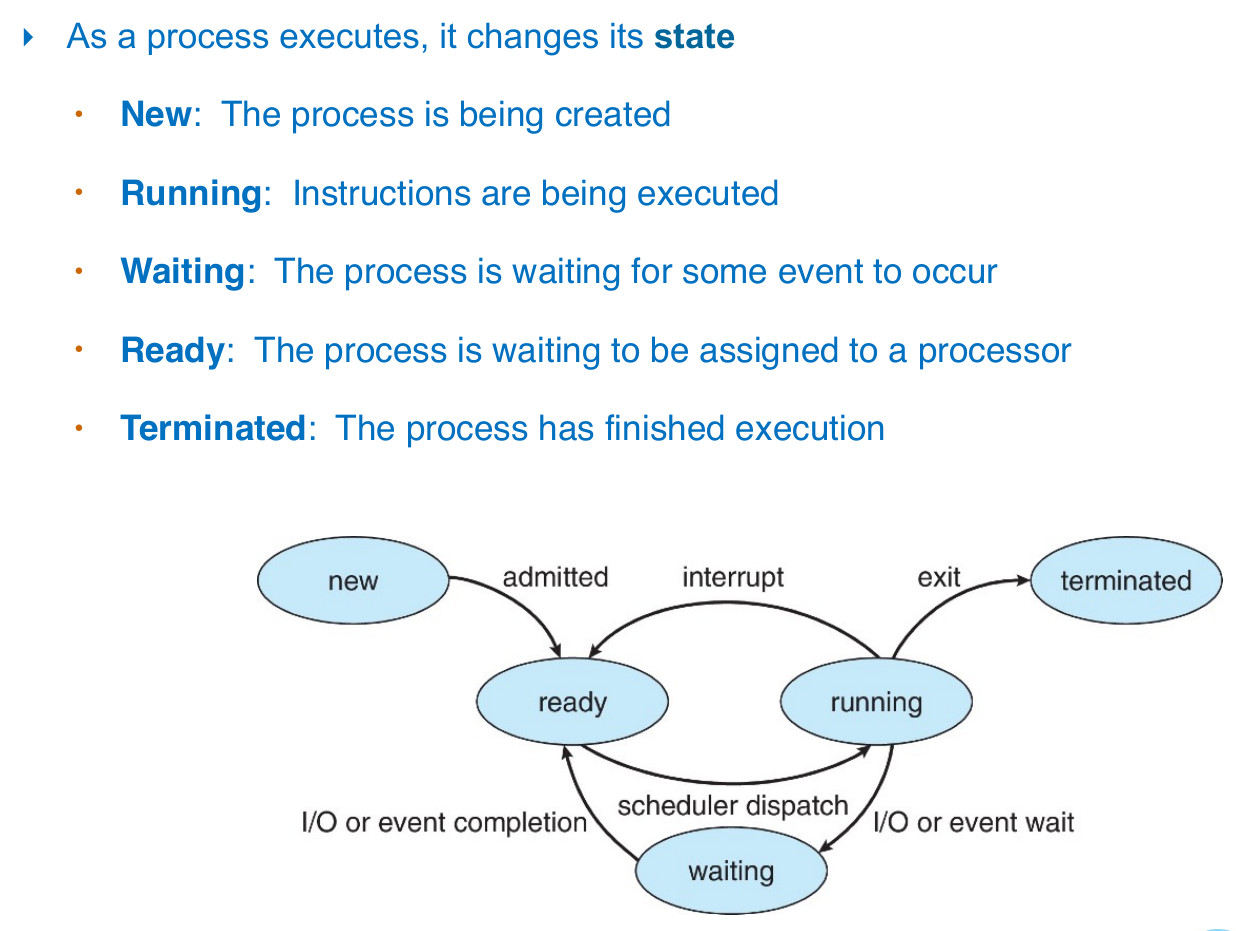 As a process executes, it changes its state
New: The process is being created
Running: Instructions are being executed
Waiting: The process is waiting for some event to occur
Ready: The process is waiting to be assigned to a processor
Terminated: The process has finished execution
new
admitted
interrupt
exit
terminated
ready
running
scheduler dispatch
I/O or event completion
I/O or event wait
waiting